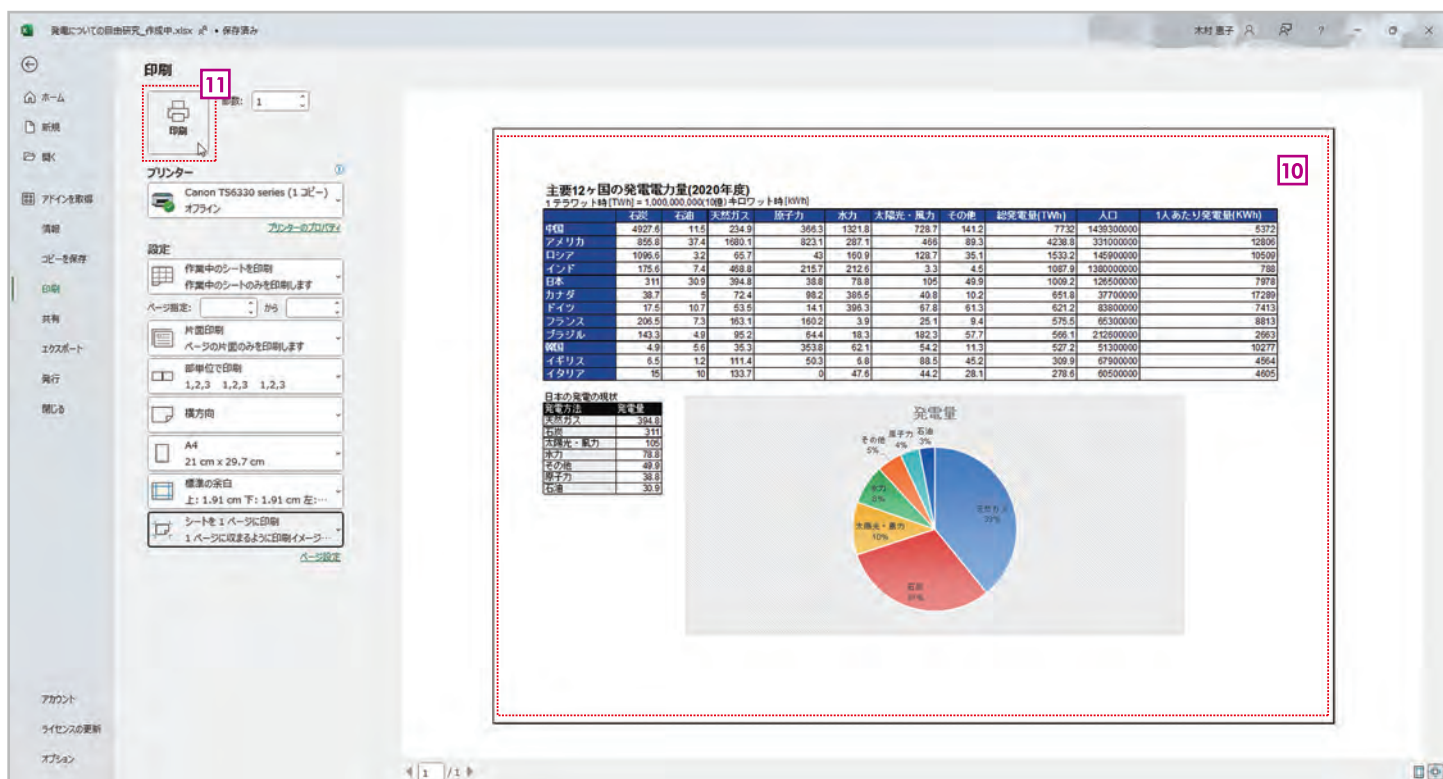 発電についての自由研究_作成中.xlsx • 保存済み
木村 恵子
?
ホーム
新規
開く
アドインを取得
情報
コピーを保存
印刷
共有
エクスポート
発行
閉じる
アカウント
ライセンスの更新
オプション
印刷
11
印刷
部数: 1
プリンター
Canon TS6330 series (1 コピー)
オフライン
プリンターのプロパティ
設定
作業中のシートを印刷
作業中のシートのみを印刷します
ページ指定: から
片面印刷
ページの片面のみを印刷します
部単位で印刷
1,2,3 1,2,3 1,2,3
横方向
A4
21 cm x 29.7 cm
標準の余白
上: 1.91 cm 下: 1.91 cm 左:…
シートを 1 ページに印刷
1 ページに収まるように印刷イメージ…
ページ設定
10
主要12ヶ国の発電電力量(2020年度)
1 テラワット時[TWh] = 1,000,000,000(10億) キロワット時[kWh]
石炭 石油 天然ガス 原子力 水力 太陽光・風力 その他 総発電量(TWh) 人口 1人あたり発電量(KWh)
中国 4927.6 11.5 234.9 366.3 1321.8 728.7 141.2 7732 1439300000 5372
アメリカ 855.8 37.4 1680.1 823.1 287.1 466 89.3 4238.8 331000000 12806
ロシア 1096.6 3.2 65.7 43 160.9 128.7 35.1 1533.2 145900000 10509
インド 175.6 7.4 468.8 215.7 212.6 3.3 4.5 1087.9 1380000000 788
日本 311 30.9 394.8 38.8 78.8 105 49.9 1009.2 126500000 7978
カナダ 38.7 5 72.4 98.2 386.5 40.8 10.2 651.8 37700000 17289
ドイツ 17.5 10.7 53.5 14.1 396.3 67.8 61.3 621.2 83800000 7413
フランス 206.5 7.3 163.1 160.2 3.9 25.1 9.4 575.5 65300000 8813
ブラジル 143.3 4.9 95.2 64.4 18.3 182.3 57.7 566.1 212600000 2663
韓国 4.9 5.6 35.3 353.8 62.1 54.2 11.3 527.2 51300000 10277
イギリス 6.5 1.2 111.4 50.3 6.8 88.5 45.2 309.9 67900000 4564
イタリア 15 10 133.7 0 47.6 44.2 28.1 278.6 60500000 4605
日本の発電の現状
発電方法 発電量
天然ガス 394.8
石炭 311
太陽光・風力 105
水力 78.8
その他 49.9
原子力 38.8
石油 30.9
発電量
石油
3%
原子力
4%
その他
5%
水力
8%
太陽光・風力
10%
石炭
31%
天然ガス
39%
1 /1